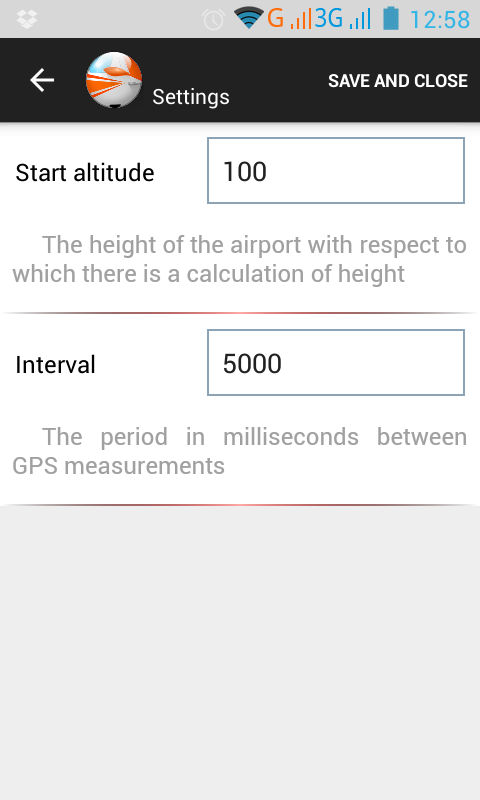 G 3G 12:58
Settings SAVE AND CLOSE
Start altitude 100
The height of the airport with respect to
which there is a calculation of height
Interval 5000
The period in milliseconds between
GPS measurements